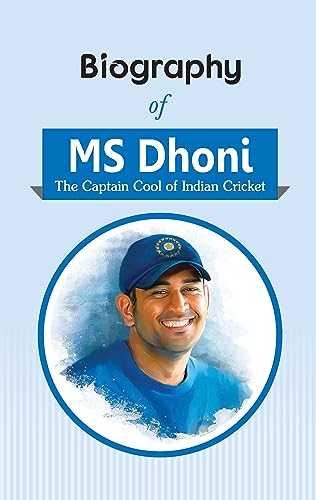 Biography
of
MS Dhoni
The Captain Cool of Indian Cricket